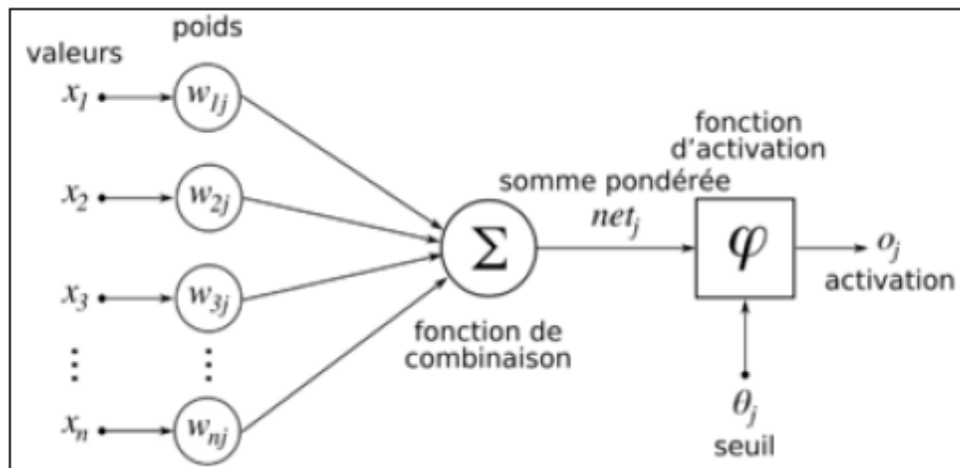 poids
valeurs
x₁
w₁ⱼ
x₂
w₂ⱼ
x₃
w₃ⱼ
⋮
⋮
xₙ
wₙⱼ
Σ
fonction de
combinaison
somme pondérée
netⱼ
fonction
d'activation
φ
oⱼ
activation
θⱼ
seuil